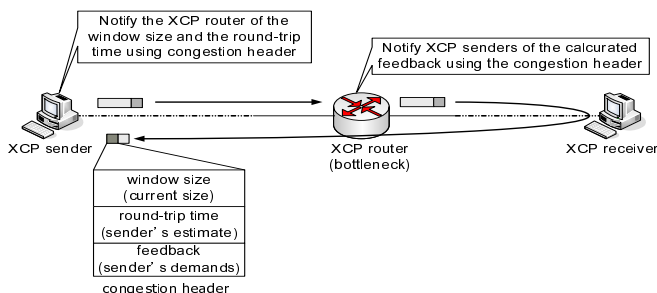 Notify the XCP router of the
window size and the round-trip
time using congestion header
Notify XCP senders of the calcurated
feedback using the congestion header
XCP sender
XCP router
(bottleneck)
XCP receiver
window size
(current size)
round-trip time
(sender's estimate)
feedback
(sender's demands)
congestion header